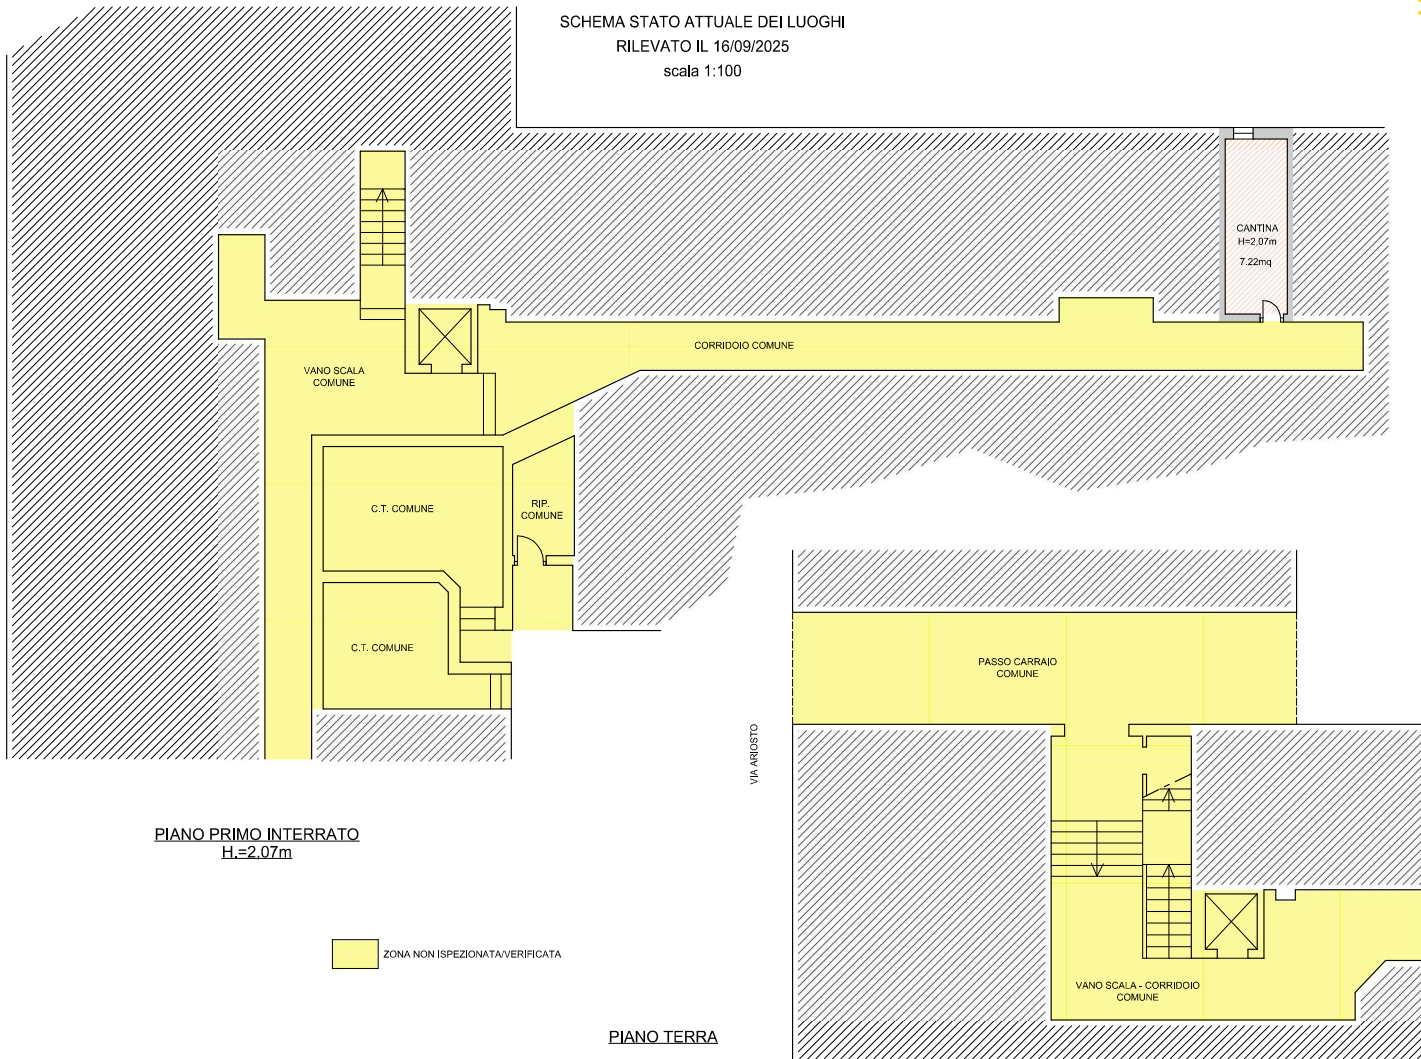 SCHEMA STATO ATTUALE DEI LUOGHI
RILEVATO IL 16/09/2025
scala 1:100
CANTINA
H=2,07m
7.22mq
CORRIDOIO COMUNE
VANO SCALA
COMUNE
C.T. COMUNE
RIP.
COMUNE
C.T. COMUNE
PASSO CARRAIO
COMUNE
VIA ARIOSTO
PIANO PRIMO INTERRATO
H.=2,07m
ZONA NON ISPEZIONATA/VERIFICATA
VANO SCALA - CORRIDOIO
COMUNE
PIANO TERRA